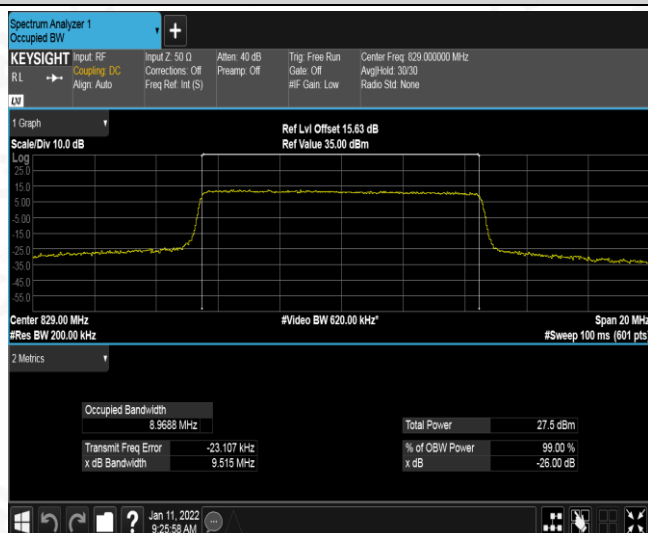 Spectrum Analyzer 1
Occupied BW
+
KEYSIGHT
RL
LXI
Input: RF
Coupling: DC
Align: Auto
Input Z: 50 Ω
Corrections: Off
Freq Ref: Int (S)
Atten: 40 dB
Preamp: Off
Trig: Free Run
Gate: Off
#IF Gain: Low
Center Freq: 829.000000 MHz
Avg|Hold: 30/30
Radio Std: None
1 Graph
Scale/Div 10.0 dB
Ref Lvl Offset 15.63 dB
Ref Value 35.00 dBm
Log
25.0
15.0
5.00
-5.00
-15.0
-25.0
-35.0
-45.0
-55.0
Center 829.00 MHz
#Res BW 200.00 kHz
#Video BW 620.00 kHz*
Span 20 MHz
#Sweep 100 ms (601 pts)
2 Metrics
Occupied Bandwidth
8.9688 MHz
Transmit Freq Error -23.107 kHz
x dB Bandwidth 9.515 MHz
Total Power 27.5 dBm
% of OBW Power 99.00 %
x dB -26.00 dB
?
Jan 11, 2022
9:25:58 AM